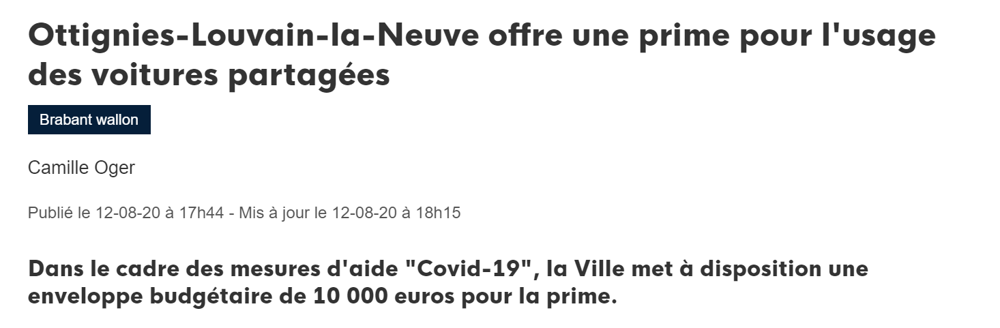 Ottignies-Louvain-la-Neuve offre une prime pour l'usage
des voitures partagées
Brabant wallon
Camille Oger
Publié le 12-08-20 à 17h44 - Mis à jour le 12-08-20 à 18h15
Dans le cadre des mesures d'aide "Covid-19", la Ville met à disposition une
enveloppe budgétaire de 10 000 euros pour la prime.